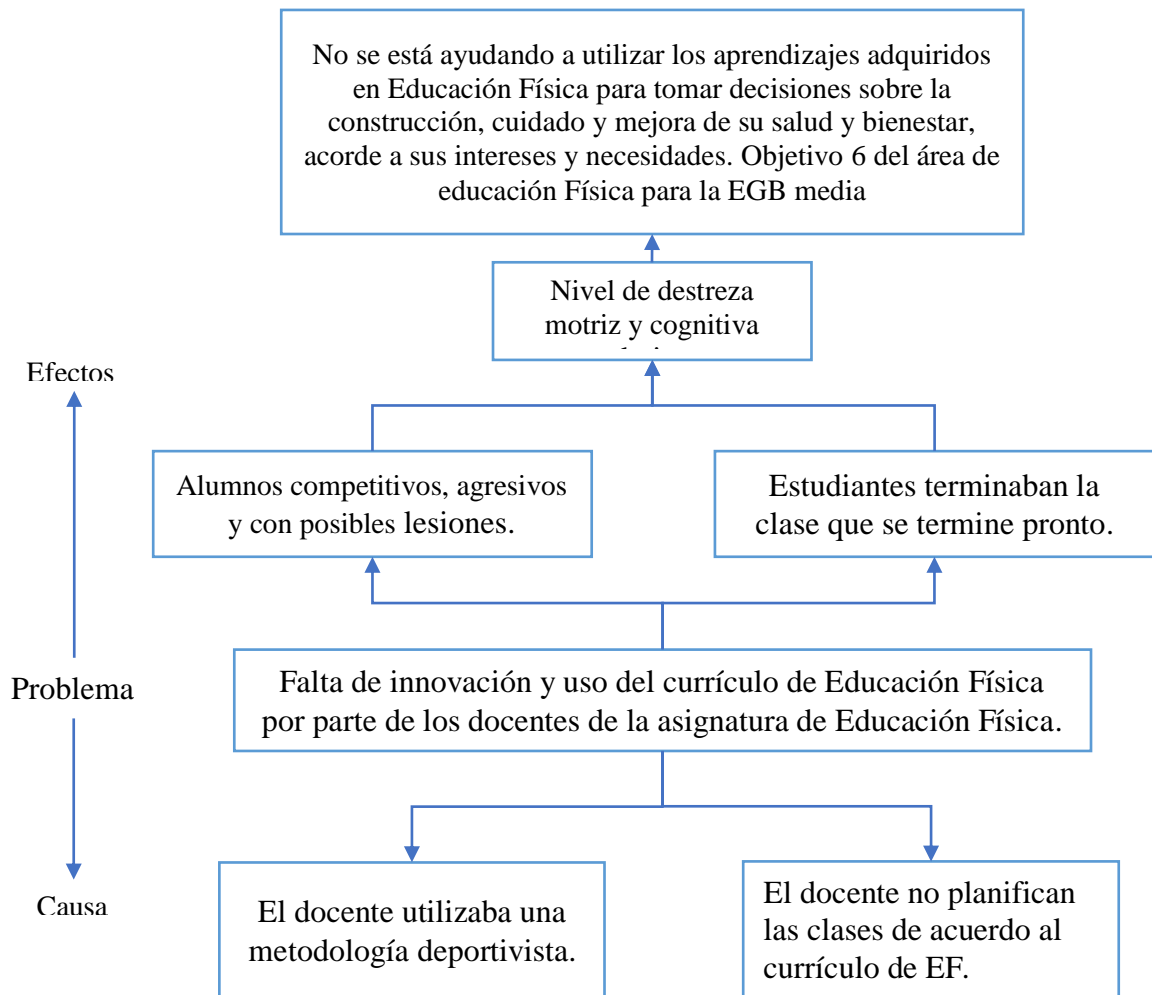 No se está ayudando a utilizar los aprendizajes adquiridos
en Educación Física para tomar decisiones sobre la
construcción, cuidado y mejora de su salud y bienestar,
acorde a sus intereses y necesidades. Objetivo 6 del área de
educación Física para la EGB media
Nivel de destreza
motriz y cognitiva
Efectos
Alumnos competitivos, agresivos
y con posibles lesiones.
Estudiantes terminaban la
clase que se termine pronto.
Problema
Falta de innovación y uso del currículo de Educación Física
por parte de los docentes de la asignatura de Educación Física.
Causa
El docente utilizaba una
metodología deportivista.
El docente no planifican
las clases de acuerdo al
currículo de EF.